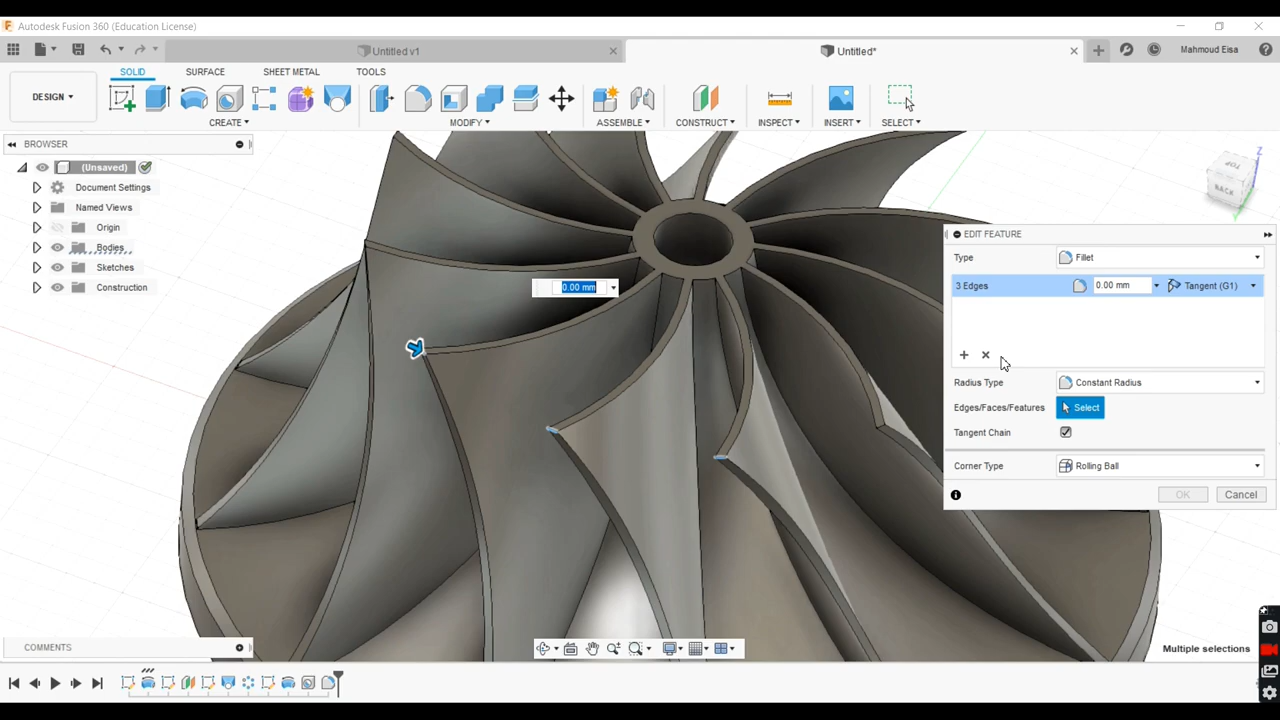 Autodesk Fusion 360 (Education License)
Untitled v1
Untitled*
Mahmoud Eisa
SOLID SURFACE SHEET METAL TOOLS
DESIGN
CREATE MODIFY ASSEMBLE CONSTRUCT INSPECT INSERT SELECT
BROWSER
(Unsaved)
Document Settings
Named Views
Origin
Bodies
Sketches
Construction
TOP
BACK
Z
0.00 mm
EDIT FEATURE
Type Fillet
3 Edges 0.00 mm Tangent (G1)
Radius Type Constant Radius
Edges/Faces/Features Select
Tangent Chain
Corner Type Rolling Ball
OK Cancel
COMMENTS
Multiple selections